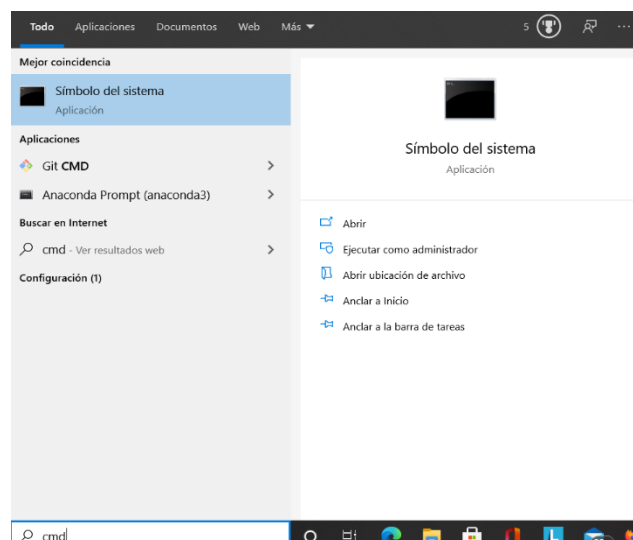 Todo Aplicaciones Documentos Web Más 5 ...
Mejor coincidencia
Símbolo del sistema
Aplicación
Aplicaciones
Git CMD
Anaconda Prompt (anaconda3)
Buscar en Internet
cmd - Ver resultados web
Configuración (1)
Símbolo del sistema
Aplicación
Abrir
Ejecutar como administrador
Abrir ubicación de archivo
Anclar a Inicio
Anclar a la barra de tareas
cmd
L